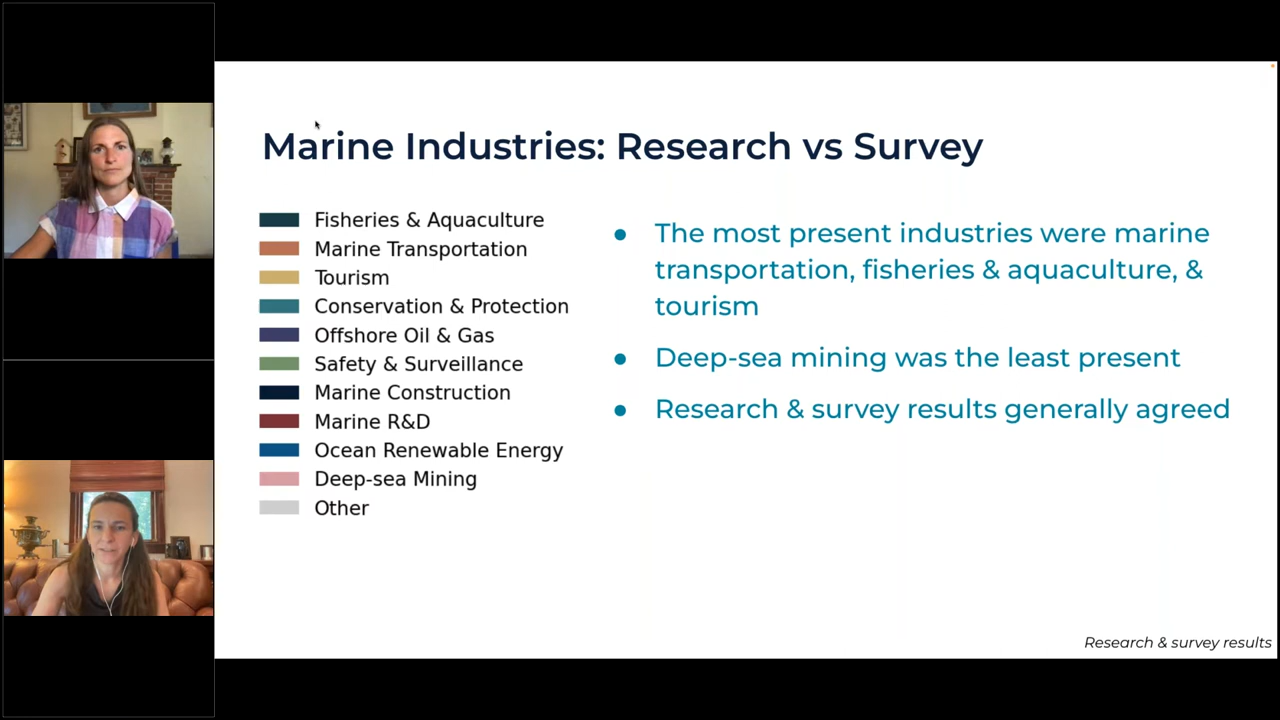 Marine Industries: Research vs Survey
Fisheries & Aquaculture
Marine Transportation
Tourism
Conservation & Protection
Offshore Oil & Gas
Safety & Surveillance
Marine Construction
Marine R&D
Ocean Renewable Energy
Deep-sea Mining
Other
● The most present industries were marine
transportation, fisheries & aquaculture, &
tourism
● Deep-sea mining was the least present
● Research & survey results generally agreed
Research & survey results